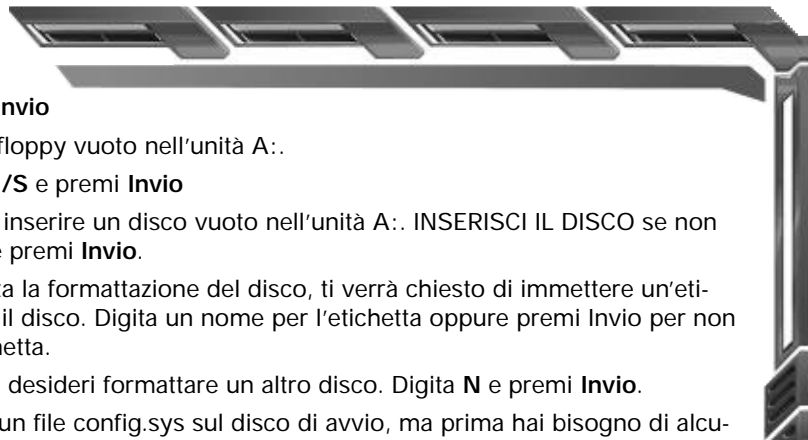 nvio
floppy vuoto nell'unità A:.
/S e premi Invio
inserire un disco vuoto nell'unità A:. INSERISCI IL DISCO se non
premi Invio.
la formattazione del disco, ti verrà chiesto di immettere un'eti-
il disco. Digita un nome per l'etichetta oppure premi Invio per non
hetta.
desideri formattare un altro disco. Digita N e premi Invio.
un file config.sys sul disco di avvio, ma prima hai bisogno di alcu-